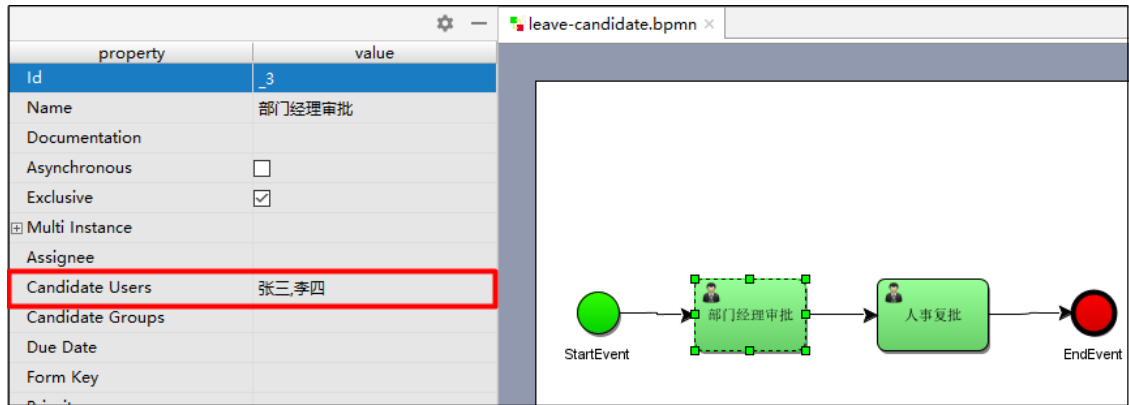 leave-candidate.bpmn
property value
Id _3
Name 部门经理审批
Documentation
Asynchronous
Exclusive
Multi Instance
Assignee
Candidate Users 张三,李四
Candidate Groups
Due Date
Form Key
部门经理审批
人事复批
StartEvent
EndEvent